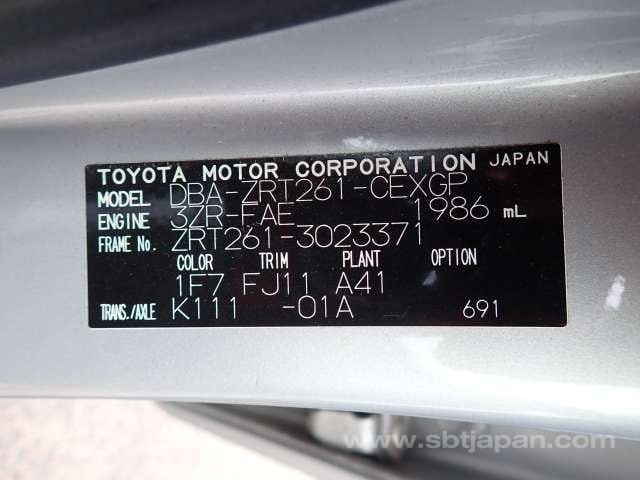 TOYOTA MOTOR CORPORATION JAPAN
MODEL DBA-ZRT261-CEXGP
ENGINE 3ZR-FAE 1986 mL
FRAME No. ZRT261-3023371
COLOR TRIM PLANT OPTION
1F7 FJ11 A41
TRANS./AXLE K111 -01A 691
www.sbtjapan.com